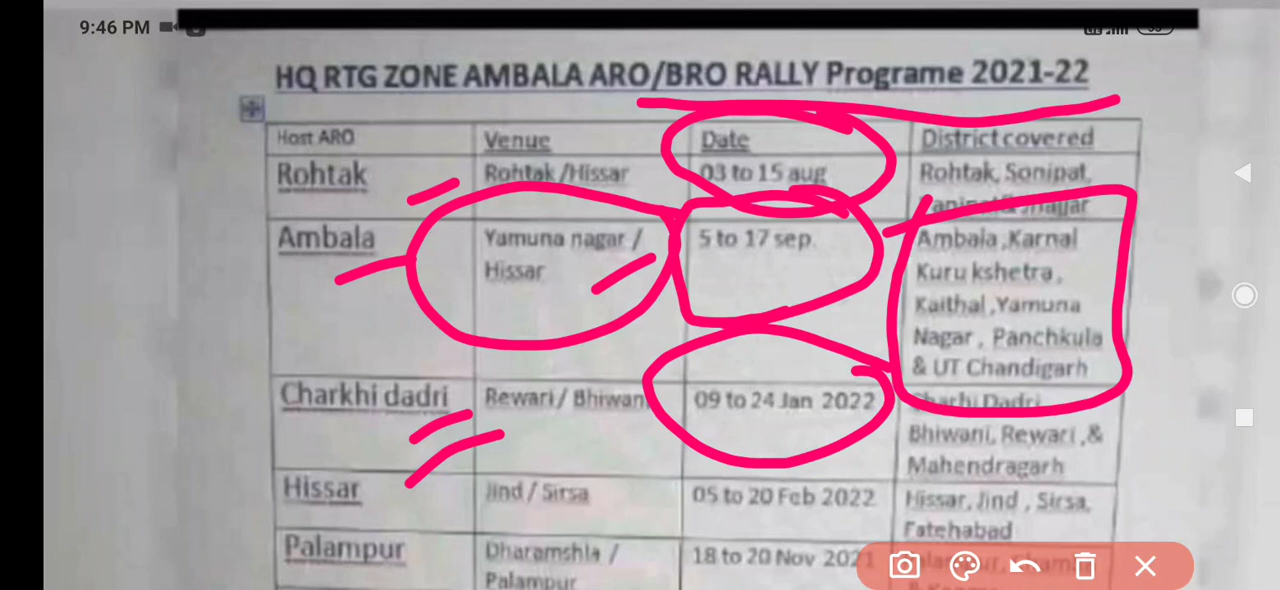 9:46 PM
HQ RTG ZONE AMBALA ARO/BRO RALLY Programe 2021-22
Host ARO Venue Date District covered
Rohtak Rohtak /Hissar 03 to 15 aug Rohtak, Sonipat,
Ambala Yamuna nagar / 5 to 17 sep. Ambala ,Karnal
Hissar Kuru kshetra,
Kaithal ,Yamuna
Nagar , Panchkula
& UT Chandigarh
Charkhi dadri Rewari / Bhiwani 09 to 24 Jan 2022 Dadri
Bhiwani, Rewari ,&
Mahendragarh
Hissar Jind / Sirsa 05 to 20 Feb 2022 Hissar, Jind , Sirsa,
Fatehabad
Palampur Dharamshla / 18 to 20 Nov 2021
Palampur